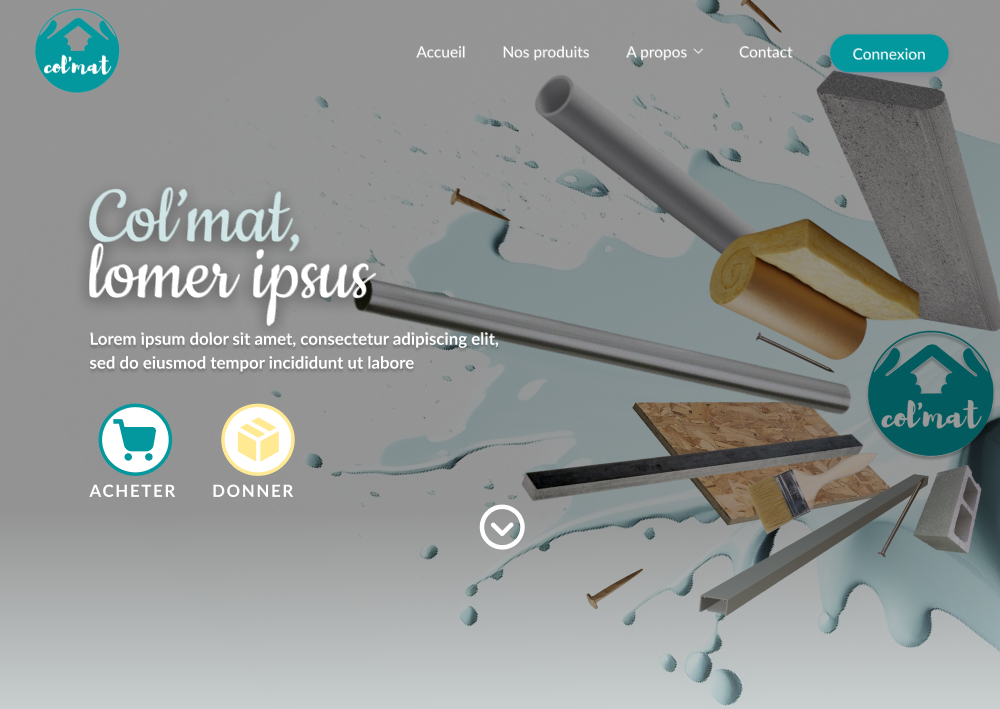 col'mat
Accueil
Nos produits
A propos
Contact
Connexion
Col'mat,
lomer ipsus
Lorem ipsum dolor sit amet, consectetur adipiscing elit,
sed do eiusmod tempor incididunt ut labore
col'mat
ACHETER
DONNER